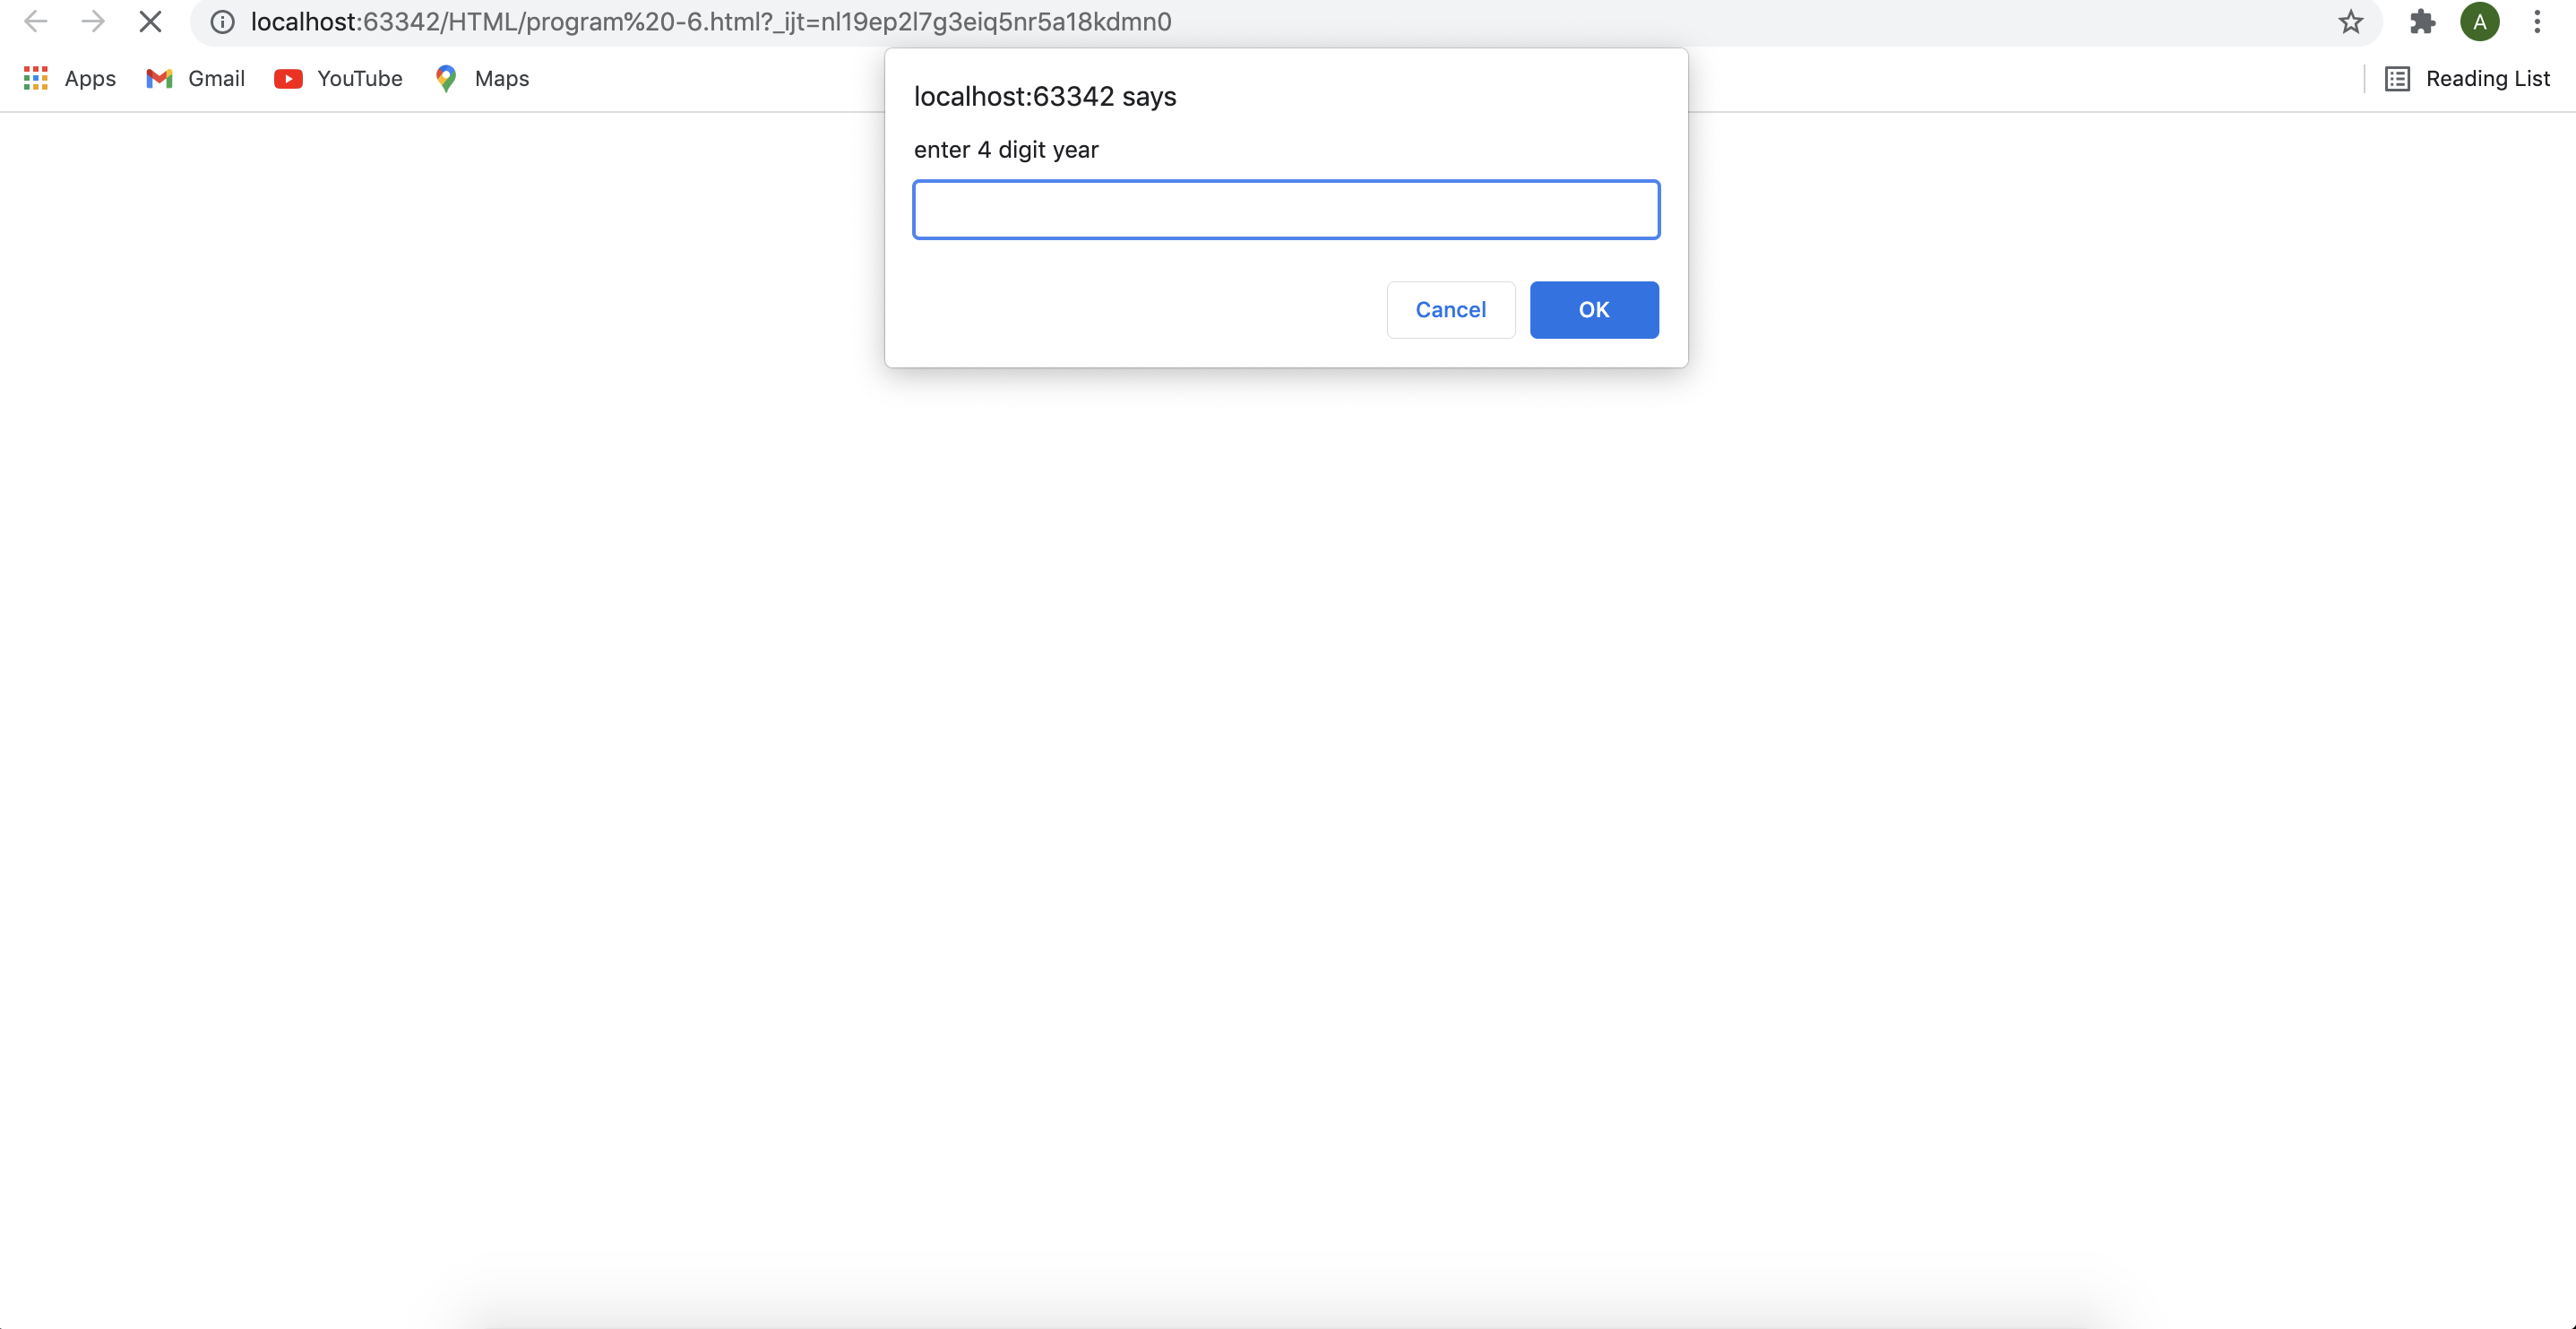 localhost:63342/HTML/program%20-6.html?_ijt=nl19ep2l7g3eiq5nr5a18kdmn0
A
Apps Gmail YouTube Maps Reading List
localhost:63342 says
enter 4 digit year
Cancel OK